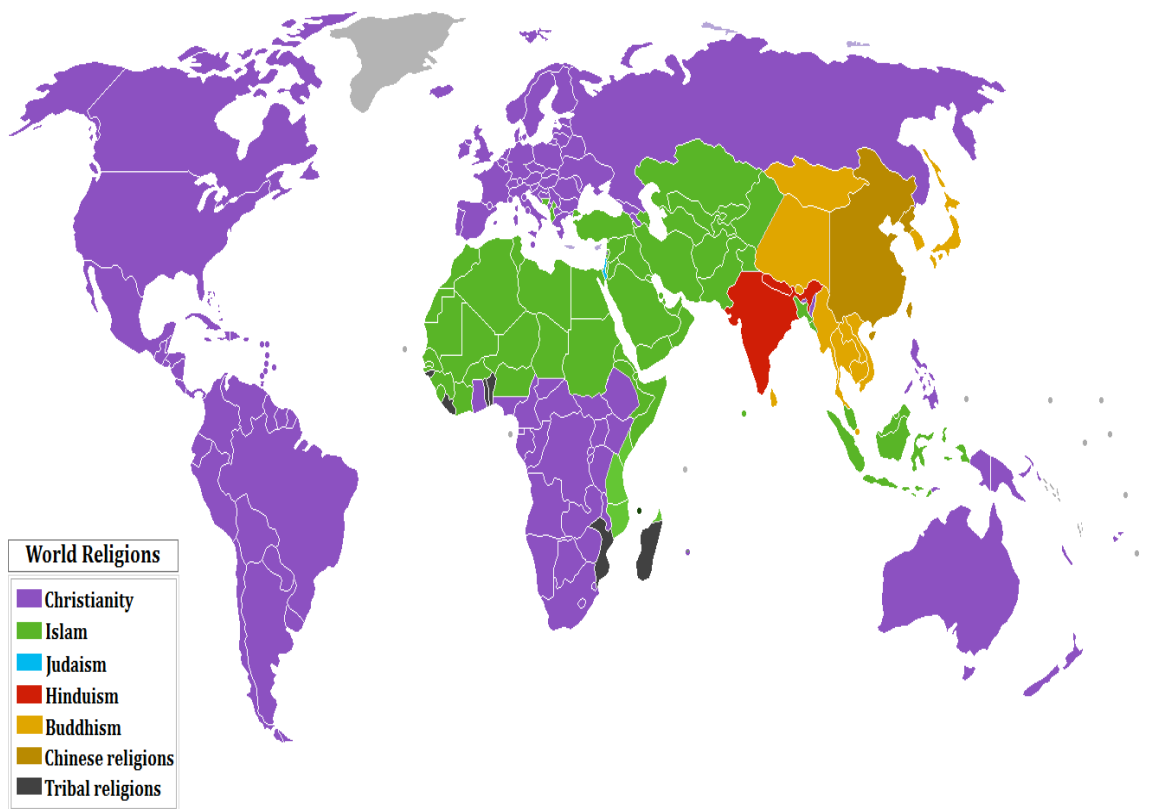 World Religions
Christianity
Islam
Judaism
Hinduism
Buddhism
Chinese religions
Tribal religions